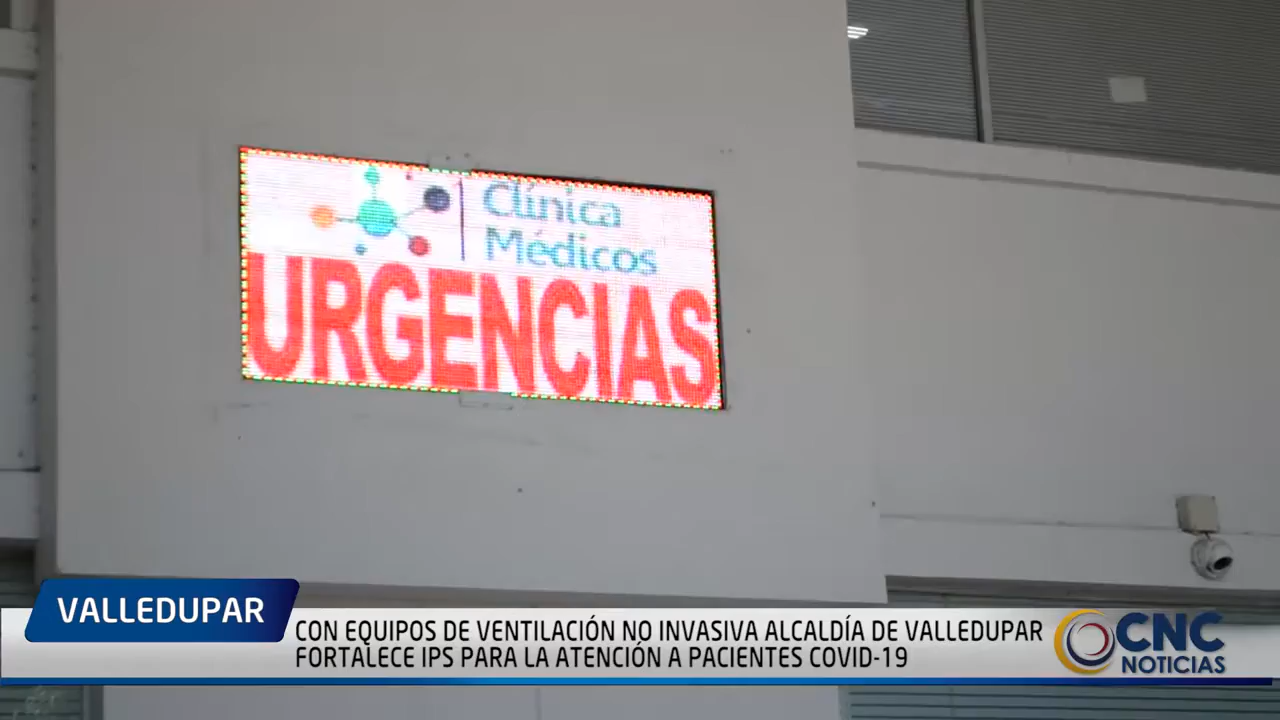 Clínica
Médicos
URGENCIAS
VALLEDUPAR
CON EQUIPOS DE VENTILACIÓN NO INVASIVA ALCALDÍA DE VALLEDUPAR
FORTALECE IPS PARA LA ATENCIÓN A PACIENTES COVID-19
CNC
NOTICIAS